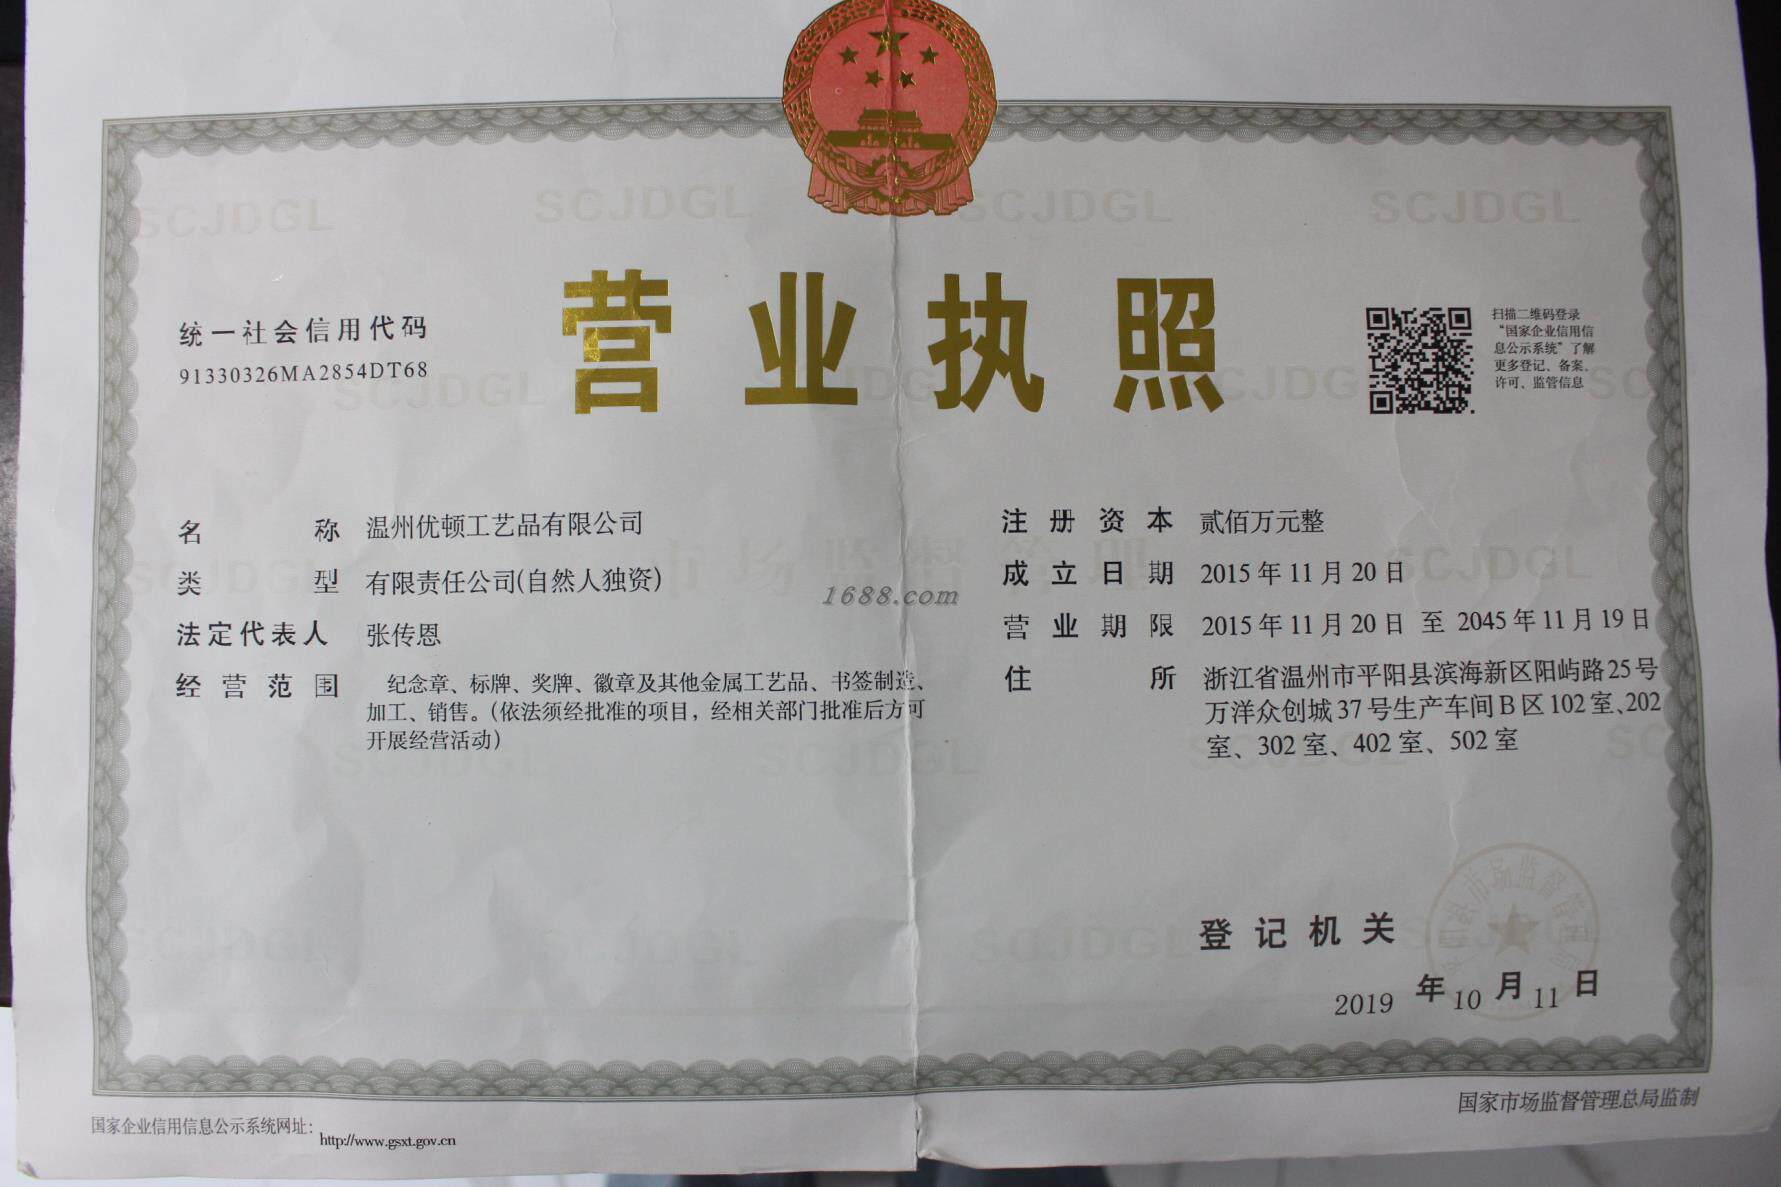 营业执照
统一社会信用代码
91330326MA2854DT68
扫描二维码登录
“国家企业信用信
息公示系统”了解
更多登记、备案、
许可、监管信息
名称 温州优顿工艺品有限公司
类型 有限责任公司(自然人独资)
法定代表人 张传恩
经营范围 纪念章、标牌、奖牌、徽章及其他金属工艺品、书签制造、
加工、销售。(依法须经批准的项目，经相关部门批准后方可
开展经营活动)
注册资本 贰佰万元整
成立日期 2015年11月20日
营业期限 2015年11月20日 至 2045年11月19日
住所 浙江省温州市平阳县滨海新区阳屿路25号
万洋众创城37号生产车间B区102室、202
室、302室、402室、502室
1688.com
登记机关
2019年10月11日
国家企业信用信息公示系统网址：
http://www.gsxt.gov.cn
国家市场监督管理总局监制
SCJDGL
SCJDGL
SCJDGL
SCJDGL
市场监督管理